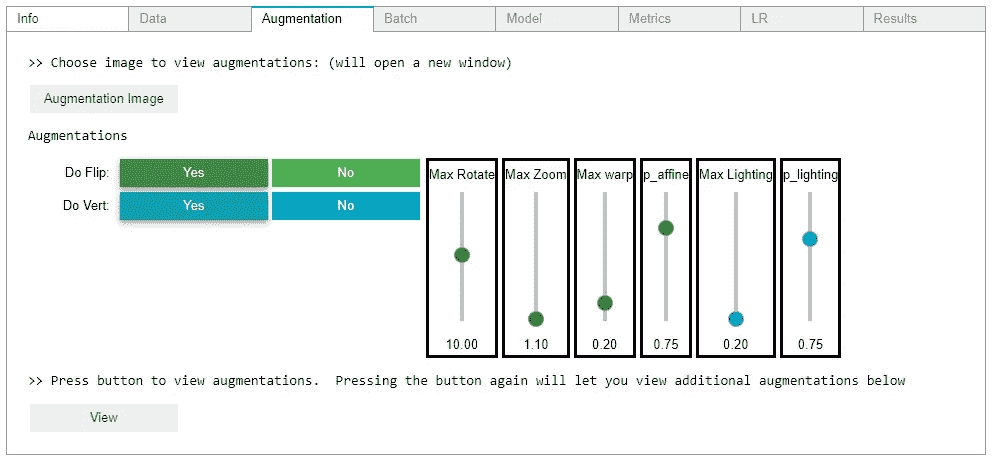 Info Data Augmentation Batch Model Metrics LR Results
>> Choose image to view augmentations: (will open a new window)
Augmentation Image
Augmentations
Do Flip: Yes No
Do Vert: Yes No
Max Rotate Max Zoom Max warp p_affine Max Lighting p_lighting
10.00 1.10 0.20 0.75 0.20 0.75
>> Press button to view augmentations.  Pressing the button again will let you view additional augmentations below
View